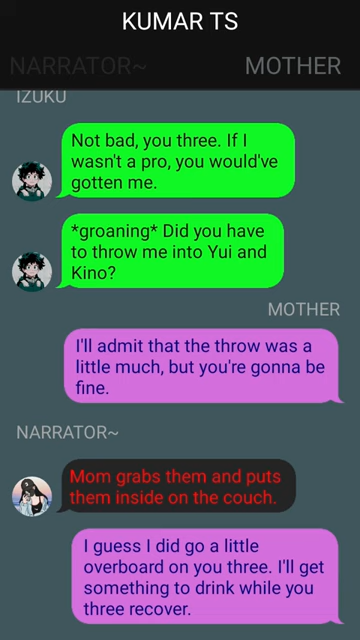 KUMAR TS
NARRATOR~
MOTHER
IZUKU
Not bad, you three. If I
wasn't a pro, you would've
gotten me.
*groaning* Did you have
to throw me into Yui and
Kino?
MOTHER
I'll admit that the throw was a
little much, but you're gonna be
fine.
NARRATOR~
Mom grabs them and puts
them inside on the couch.
I guess I did go a little
overboard on you three. I'll get
something to drink while you
three recover.